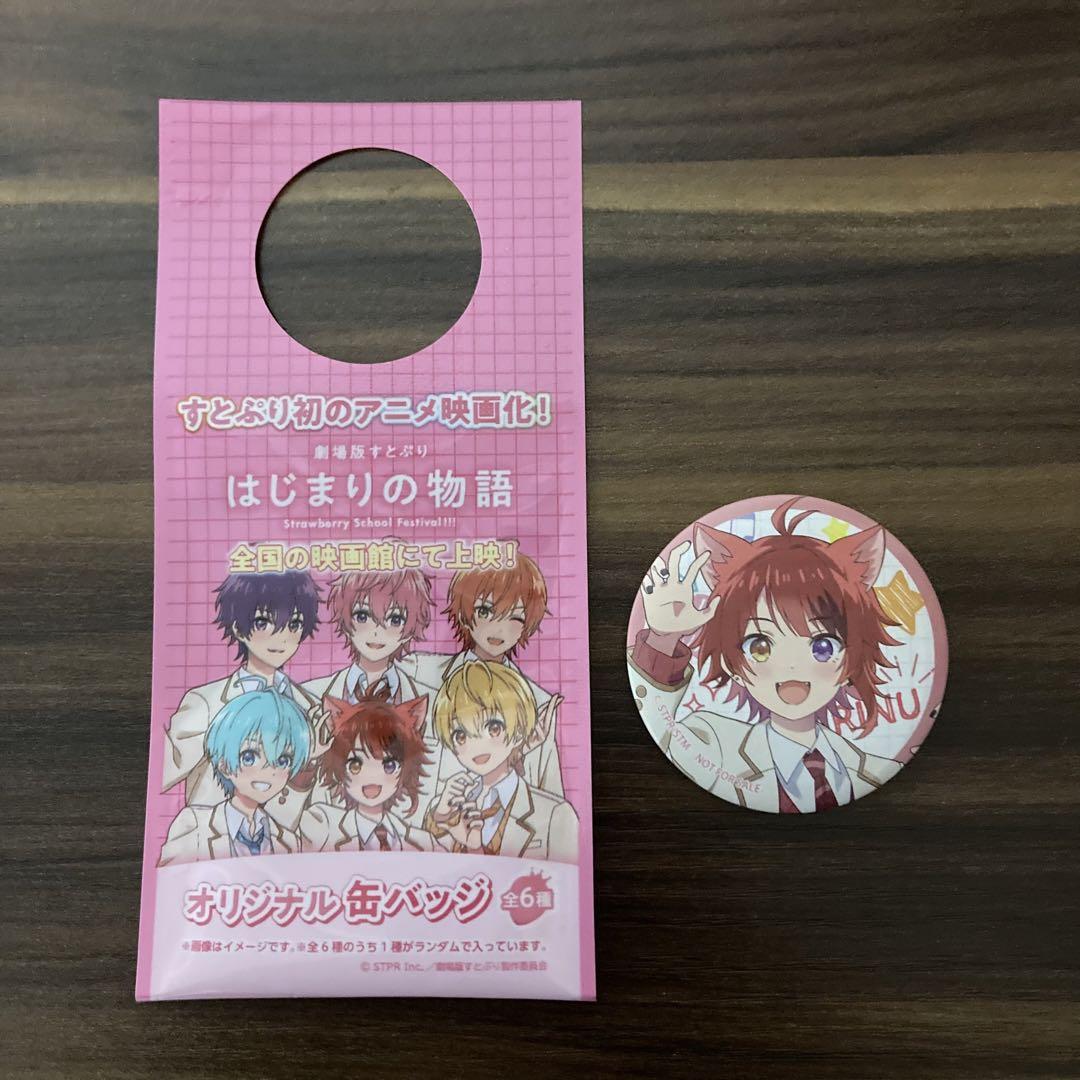 すとぷり初のアニメ映画化!
劇場版すとぷり
はじまりの物語
Strawberry School Festival!!!
全国の映画館にて上映!
オリジナル缶バッジ
全6種
※画像はイメージです。※全6種のうち1種がランダムで入っています。
© STPR Inc.／劇場版すとぷり製作委員会
RINU
STPR･STM NOT FOR SALE